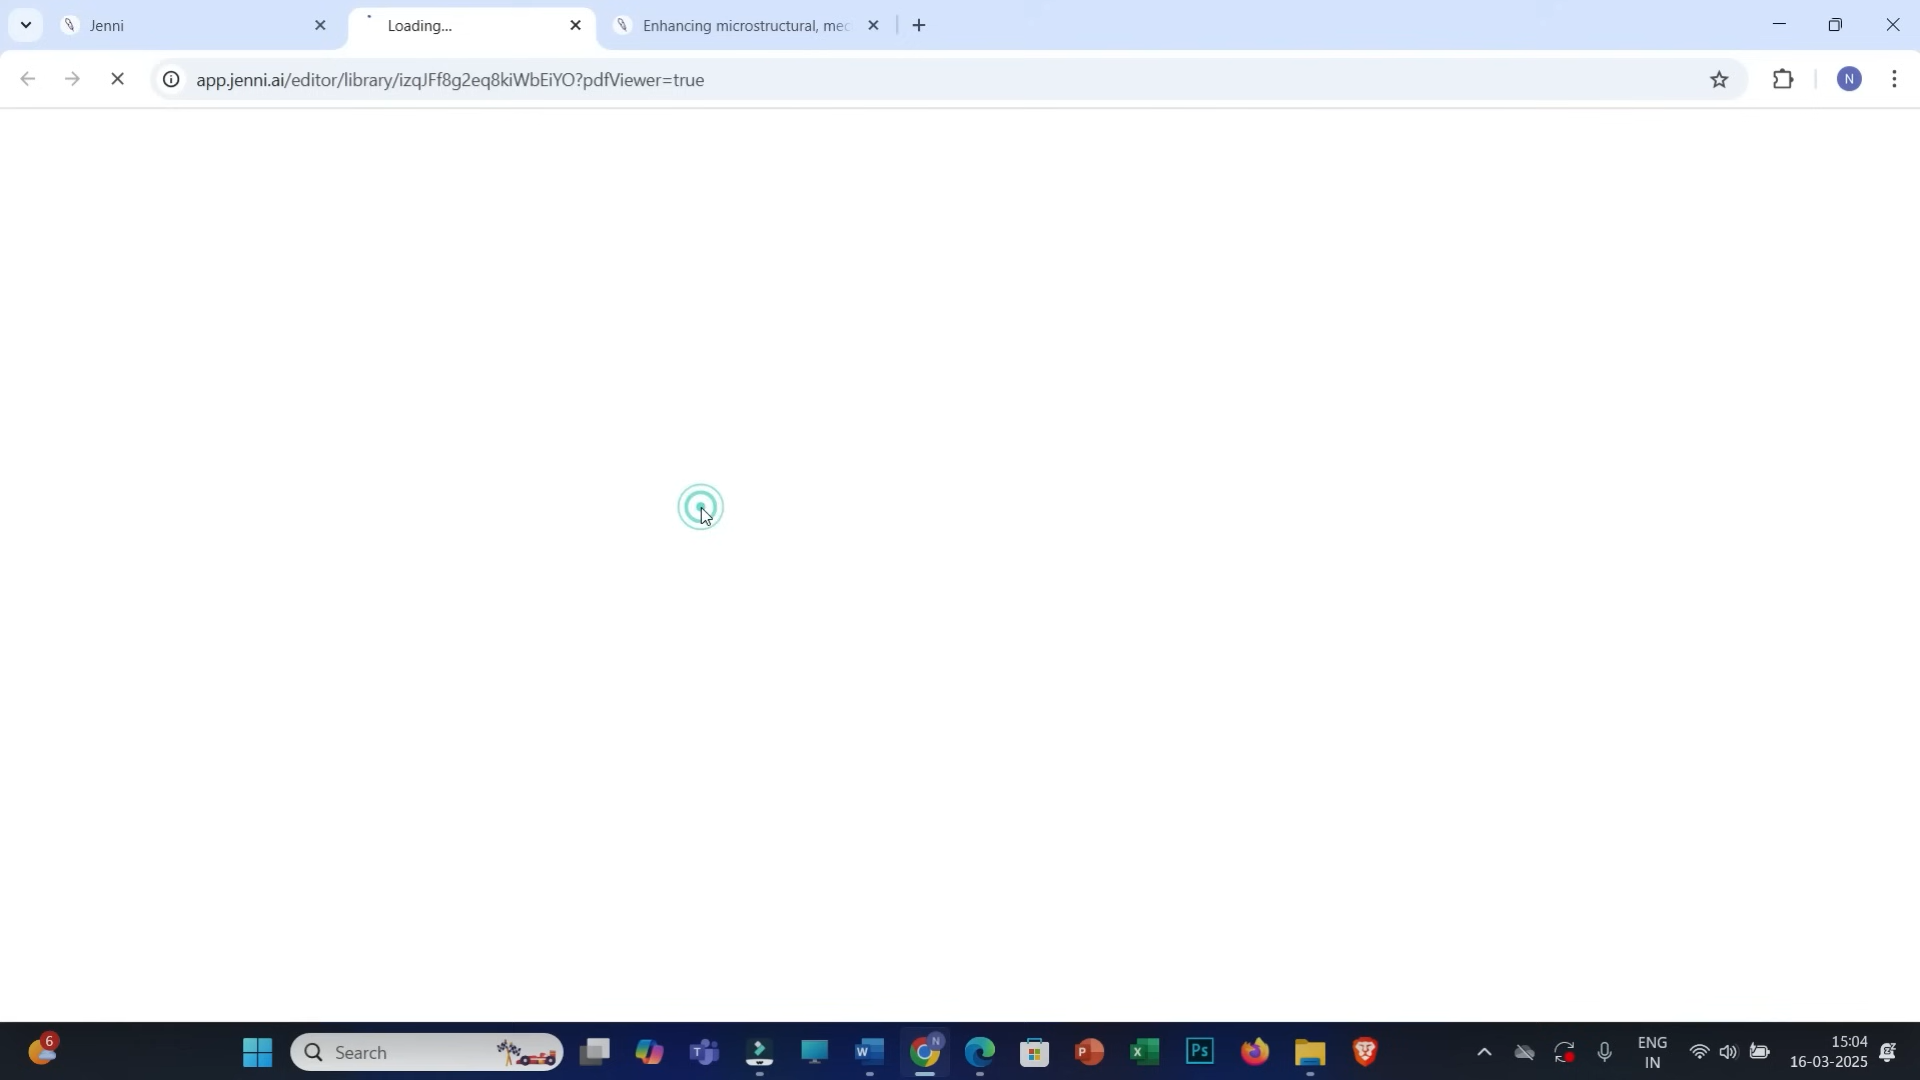 Jenni
Loading...
Enhancing microstructural, mec
app.jenni.ai/editor/library/izqJFf8g2eq8kiWbEiYO?pdfViewer=true
N
6
Search
T
W
N
P
X
Ps
ENG
IN
15:04
16-03-2025